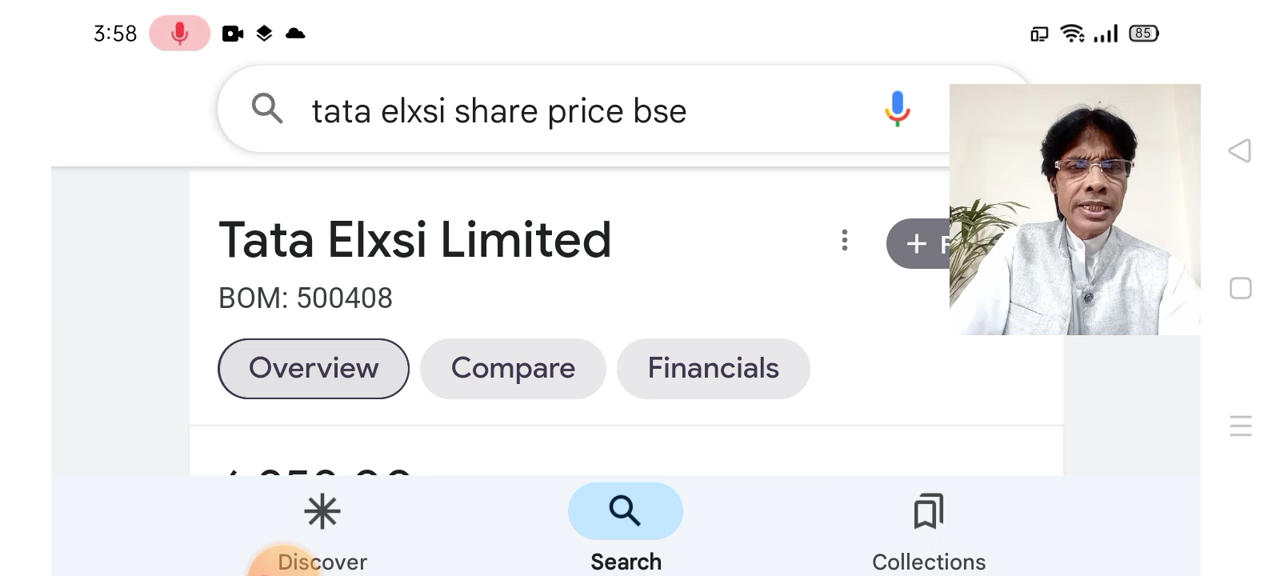 3:58
85
tata elxsi share price bse
Tata Elxsi Limited
+ F
BOM: 500408
Overview Compare Financials
Discover Search Collections